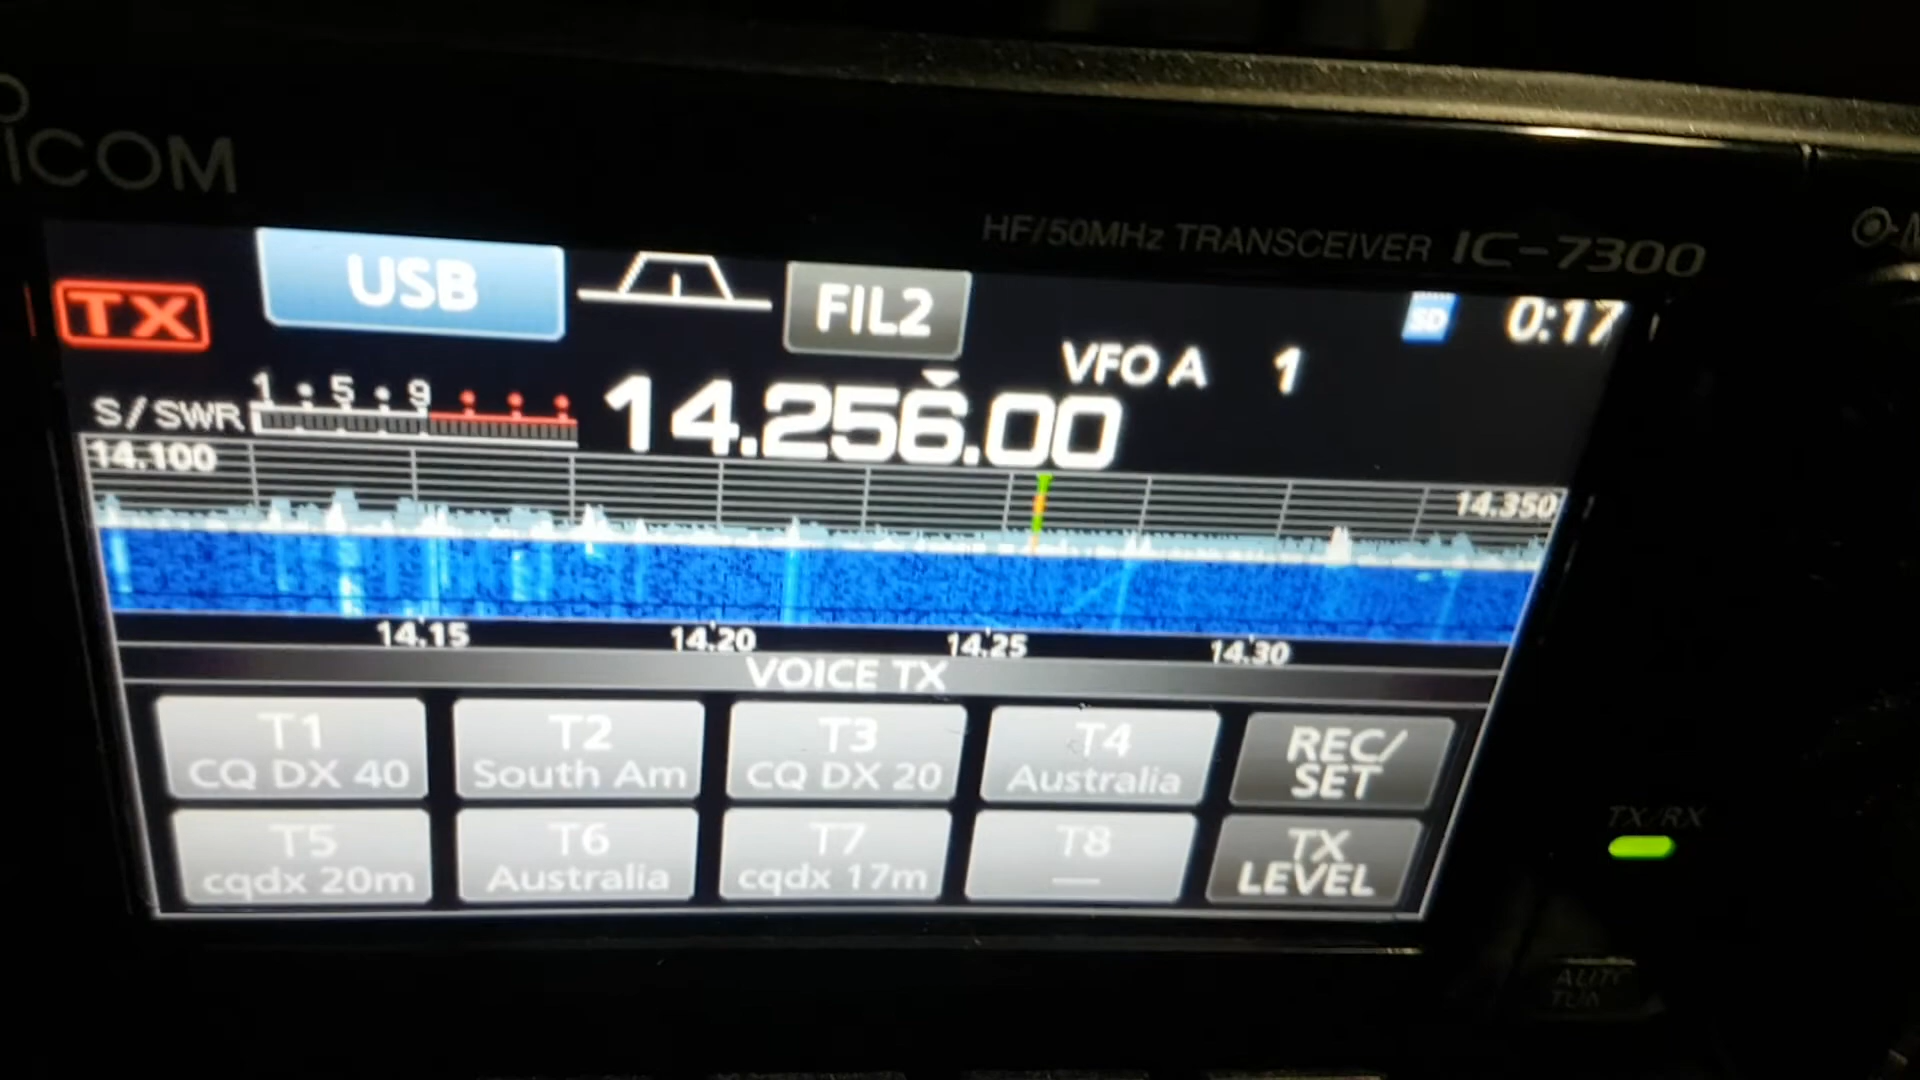 ICOM
HF/50MHz TRANSCEIVER IC-7300
TX USB FIL2 SD 0:17
VFO A 1
S/SWR 1 • 5 • 9 14.256.00
14.100 14.350
14.15 14.20 14.25 14.30
VOICE TX
T1 T2 T3 T4 REC/
CQ DX 40 South Am CQ DX 20 Australia SET
T5 T6 T7 T8 TX
cqdx 20m Australia cqdx 17m — LEVEL
TX/RX